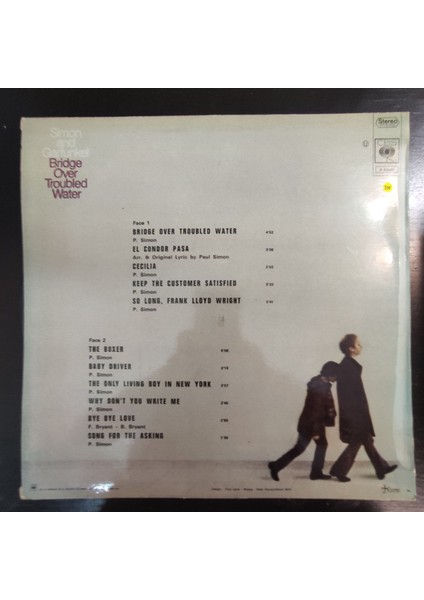 Simon
and
Garfunkel
Bridge
Over
Troubled
Water
Stereo
CBS
Face 1
BRIDGE OVER TROUBLED WATER 4'52
P. Simon
EL CONDOR PASA
Arr. & Original Lyric by Paul Simon
CECILIA
P. Simon
KEEP THE CUSTOMER SATISFIED
P. Simon
SO LONG, FRANK LLOYD WRIGHT
P. Simon
Face 2
THE BOXER
P. Simon
BABY DRIVER
P. Simon
THE ONLY LIVING BOY IN NEW YORK
P. Simon
WHY DON'T YOU WRITE ME
P. Simon
BYE BYE LOVE
F. Bryant - B. Bryant
SONG FOR THE ASKING
P. Simon